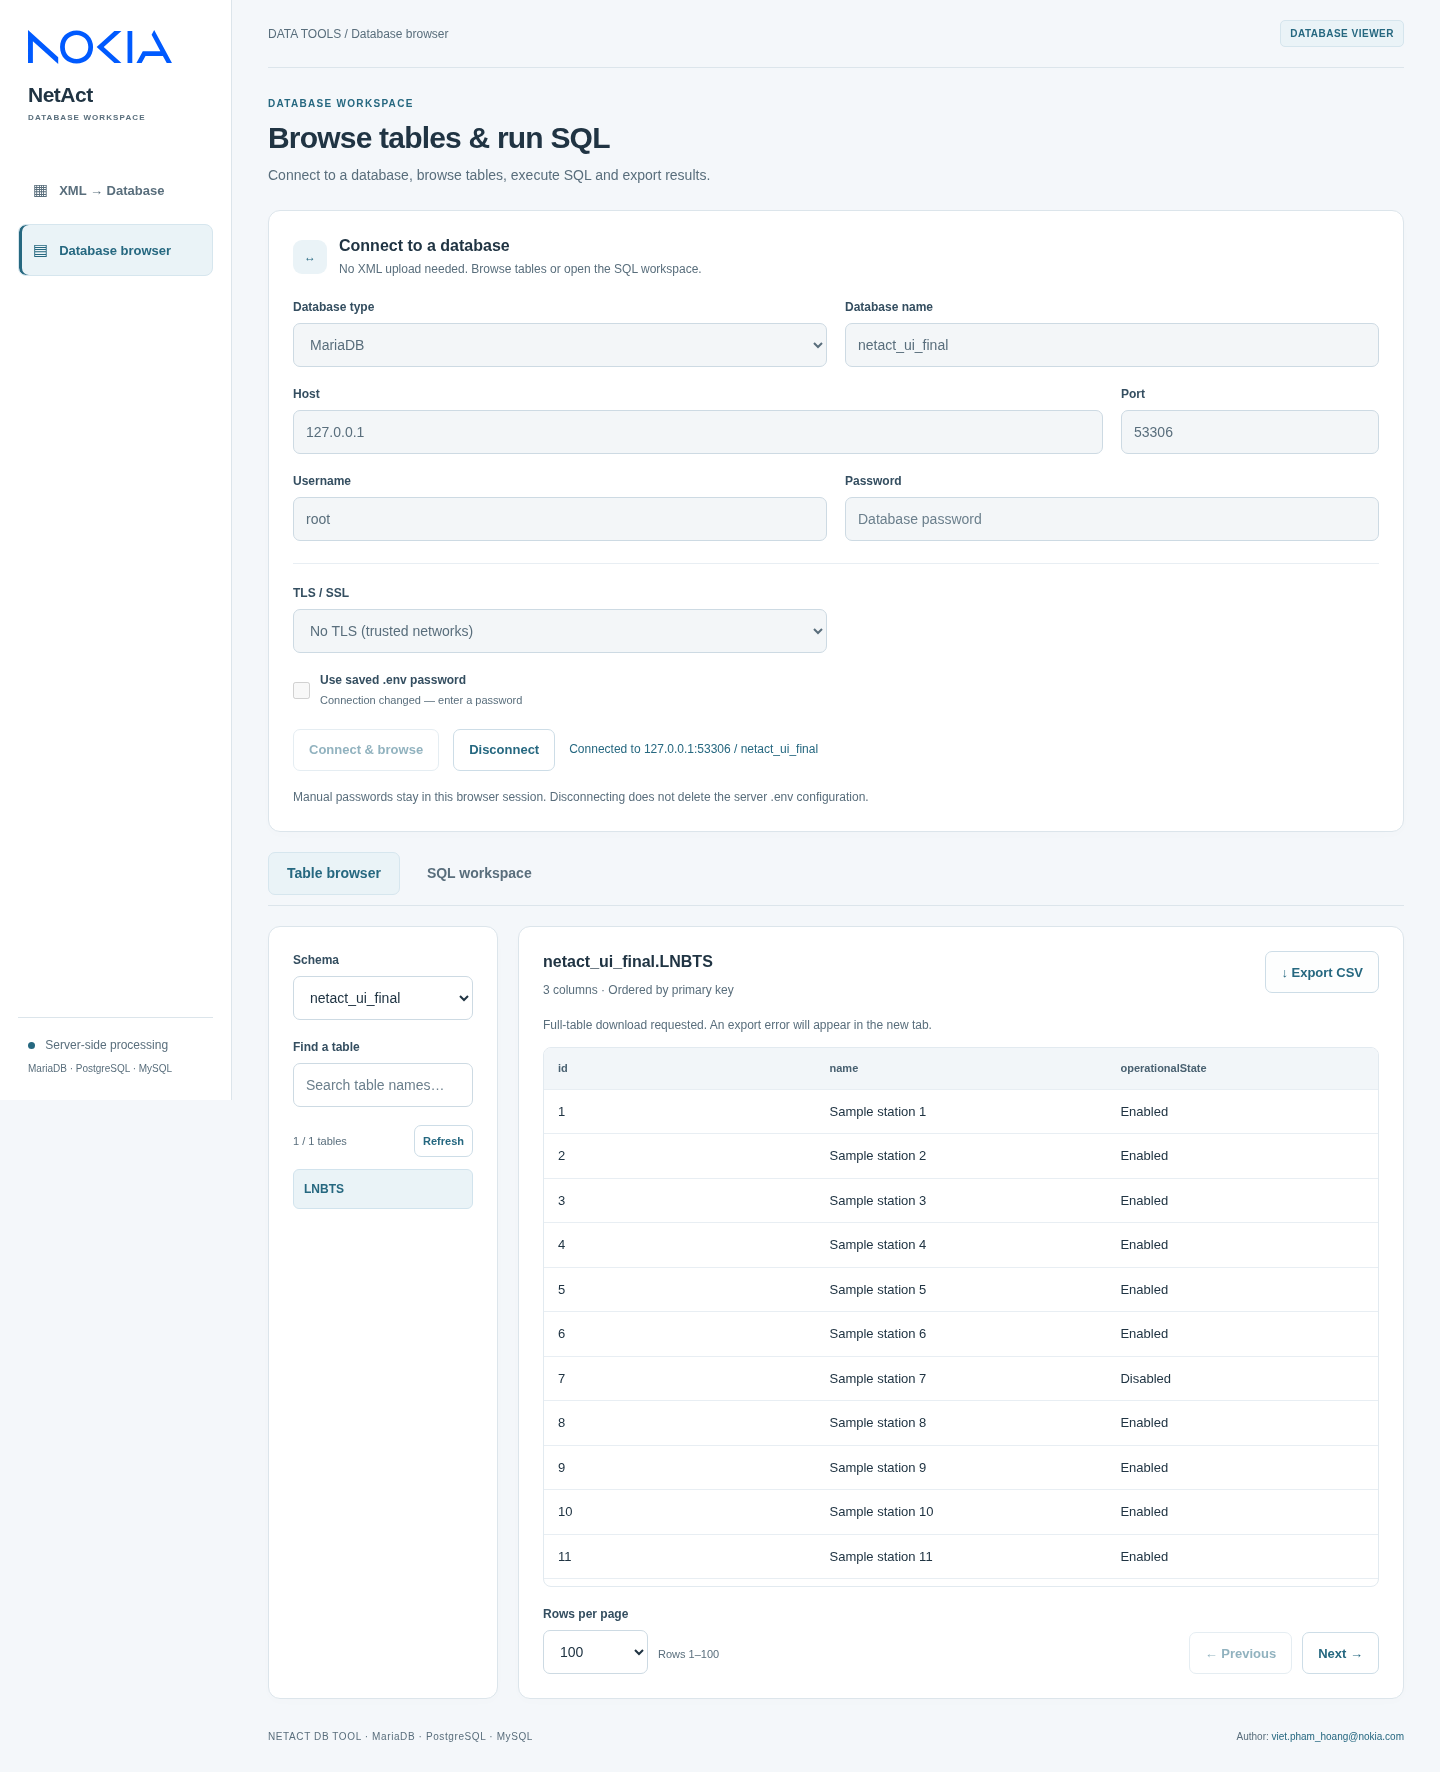 NOKIA
NetAct
DATABASE WORKSPACE
XML → Database
Database browser
Server-side processing
MariaDB · PostgreSQL · MySQL
DATA TOOLS / Database browser
DATABASE VIEWER
DATABASE WORKSPACE
Browse tables & run SQL
Connect to a database, browse tables, execute SQL and export results.
↔
Connect to a database
No XML upload needed. Browse tables or open the SQL workspace.
Database type
Database name
MariaDB
netact_ui_final
Host
Port
127.0.0.1
53306
Username
Password
root
Database password
TLS / SSL
No TLS (trusted networks)
Use saved .env password
Connection changed — enter a password
Connect & browse
Disconnect
Connected to 127.0.0.1:53306 / netact_ui_final
Manual passwords stay in this browser session. Disconnecting does not delete the server .env configuration.
Table browser
SQL workspace
Schema
netact_ui_final
Find a table
Search table names…
1 / 1 tables
Refresh
LNBTS
netact_ui_final.LNBTS
3 columns · Ordered by primary key
↓ Export CSV
Full-table download requested. An export error will appear in the new tab.
id name operationalState
1 Sample station 1 Enabled
2 Sample station 2 Enabled
3 Sample station 3 Enabled
4 Sample station 4 Enabled
5 Sample station 5 Enabled
6 Sample station 6 Enabled
7 Sample station 7 Disabled
8 Sample station 8 Enabled
9 Sample station 9 Enabled
10 Sample station 10 Enabled
11 Sample station 11 Enabled
Rows per page
100
Rows 1–100
← Previous
Next →
NETACT DB TOOL · MariaDB · PostgreSQL · MySQL
Author: viet.pham_hoang@nokia.com